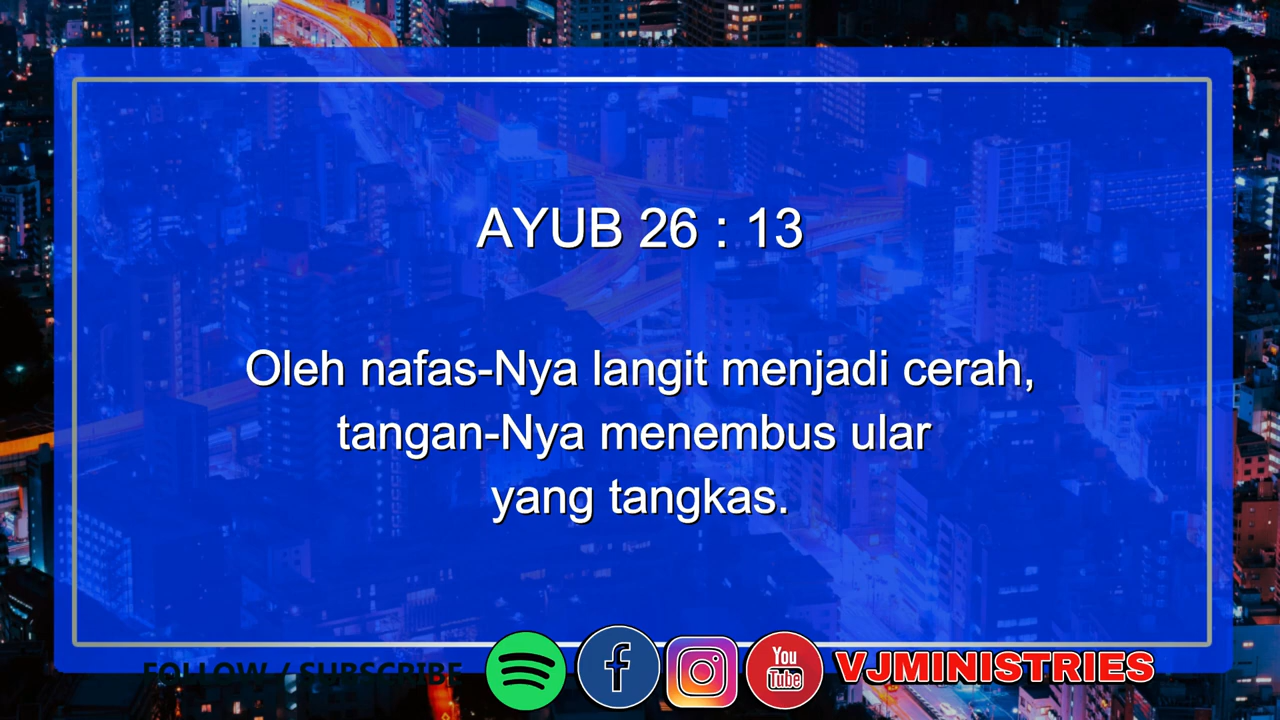 AYUB 26 : 13
Oleh nafas-Nya langit menjadi cerah,
tangan-Nya menembus ular
yang tangkas.
FOLLOW / SUBSCRIBE
You
Tube
VJMINISTRIES